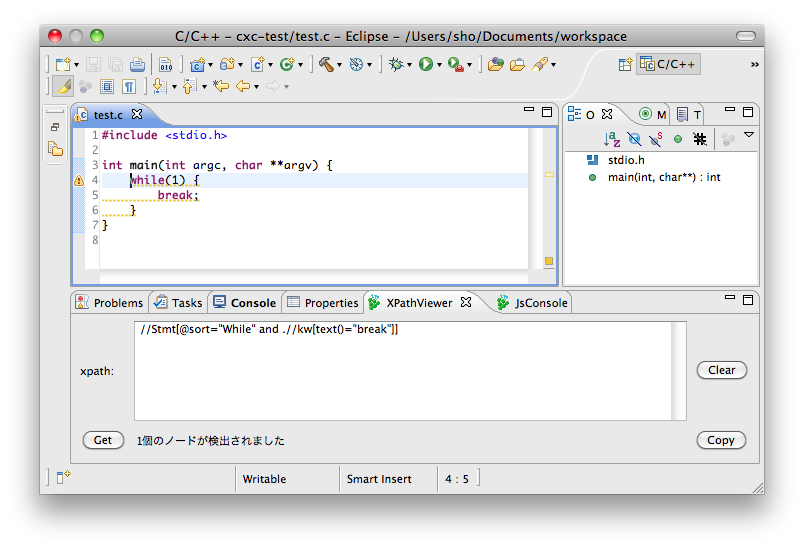 C/C++ - cxc-test/test.c - Eclipse - /Users/sho/Documents/workspace
010
C/C++
»
test.c
O
M
T
1 #include <stdio.h>
2
3 int main(int argc, char **argv) {
4 while(1) {
5 break;
6 }
7 }
8
stdio.h
main(int, char**) : int
Problems
Tasks
Console
Properties
XPathViewer
JsConsole
//Stmt[@sort="While" and .//kw[text()="break"]]
xpath:
Clear
Get
1個のノードが検出されました
Copy
Writable
Smart Insert
4 : 5